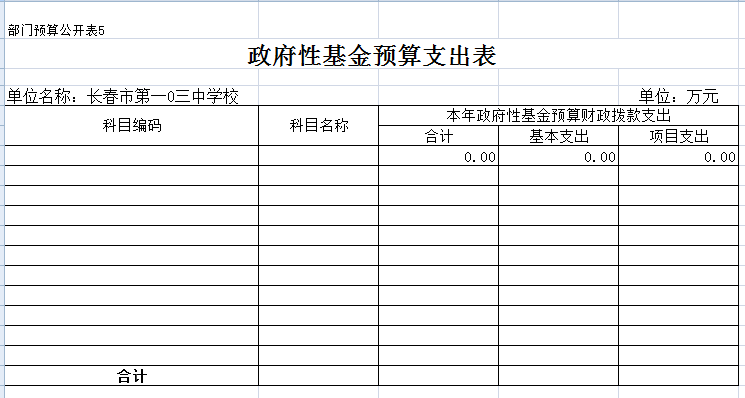 部门预算公开表5
政府性基金预算支出表
单位名称：长春市第一0三中学校 单位：万元
科目编码 科目名称 本年政府性基金预算财政拨款支出
合计 基本支出 项目支出
0.00 0.00 0.00
合计